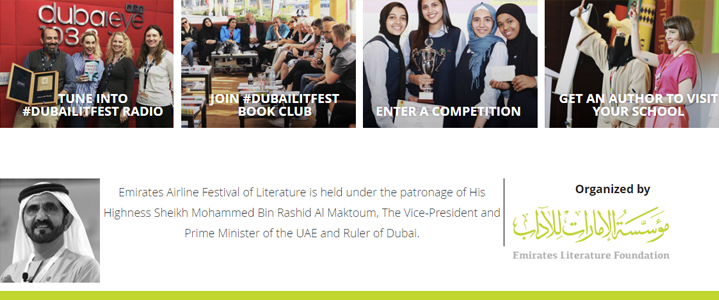 dubaieye
103.8
TUNE INTO
#DUBAILITFEST RADIO
JOIN #DUBAILITFEST
BOOK CLUB
ENTER A COMPETITION
GET AN AUTHOR TO VISIT
YOUR SCHOOL
Emirates Airline Festival of Literature is held under the patronage of His
Highness Sheikh Mohammed Bin Rashid Al Maktoum, The Vice-President and
Prime Minister of the UAE and Ruler of Dubai.
Organized by
مؤسسة الإمارات للآداب
Emirates Literature Foundation